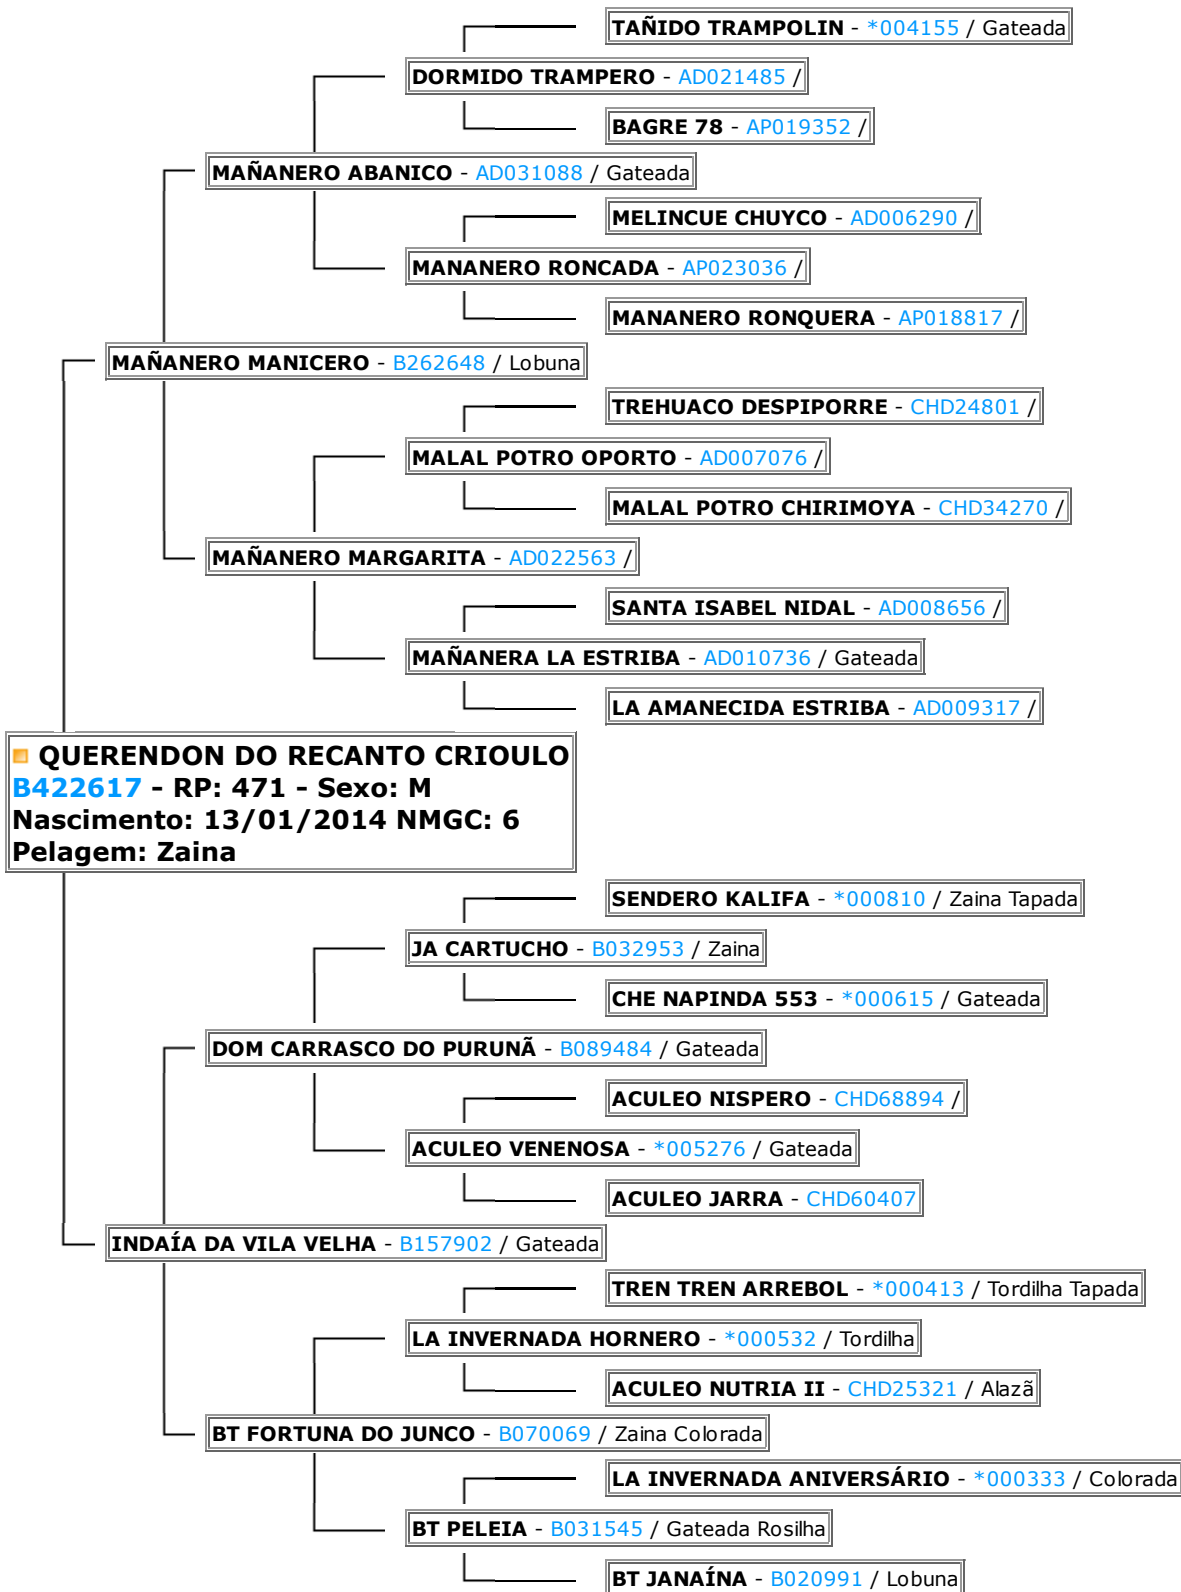 TAÑIDO TRAMPOLIN - *004155 / Gateada
DORMIDO TRAMPERO - AD021485 /
BAGRE 78 - AP019352 /
MAÑANERO ABANICO - AD031088 / Gateada
MELINCUE CHUYCO - AD006290 /
MANANERO RONCADA - AP023036 /
MANANERO RONQUERA - AP018817 /
MAÑANERO MANICERO - B262648 / Lobuna
TREHUACO DESPIPORRE - CHD24801 /
MALAL POTRO OPORTO - AD007076 /
MALAL POTRO CHIRIMOYA - CHD34270 /
MAÑANERO MARGARITA - AD022563 /
SANTA ISABEL NIDAL - AD008656 /
MAÑANERA LA ESTRIBA - AD010736 / Gateada
LA AMANECIDA ESTRIBA - AD009317 /
QUERENDON DO RECANTO CRIOULO
B422617 - RP: 471 - Sexo: M
Nascimento: 13/01/2014 NMGC: 6
Pelagem: Zaina
SENDERO KALIFA - *000810 / Zaina Tapada
JA CARTUCHO - B032953 / Zaina
CHE NAPINDA 553 - *000615 / Gateada
DOM CARRASCO DO PURUNÃ - B089484 / Gateada
ACULEO NISPERO - CHD68894 /
ACULEO VENENOSA - *005276 / Gateada
ACULEO JARRA - CHD60407
INDAÍA DA VILA VELHA - B157902 / Gateada
TREN TREN ARREBOL - *000413 / Tordilha Tapada
LA INVERNADA HORNERO - *000532 / Tordilha
ACULEO NUTRIA II - CHD25321 / Alazã
BT FORTUNA DO JUNCO - B070069 / Zaina Colorada
LA INVERNADA ANIVERSÁRIO - *000333 / Colorada
BT PELEIA - B031545 / Gateada Rosilha
BT JANAÍNA - B020991 / Lobuna